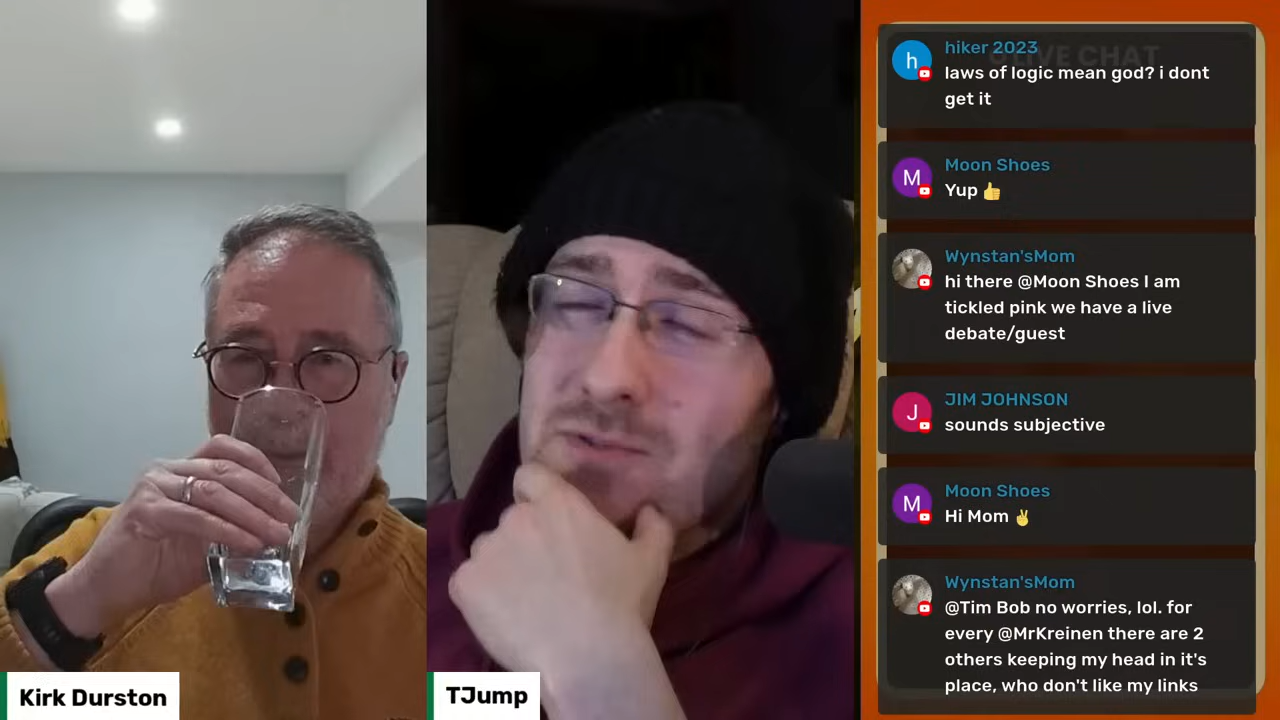 LIVE CHAT
hiker 2023
laws of logic mean god? i dont
get it
Moon Shoes
Yup 👍
Wynstan'sMom
hi there @Moon Shoes I am
tickled pink we have a live
debate/guest
JIM JOHNSON
sounds subjective
Moon Shoes
Hi Mom ✌
Wynstan'sMom
@Tim Bob no worries, lol. for
every @MrKreinen there are 2
others keeping my head in it's
place, who don't like my links
h
M
J
M
Kirk Durston
TJump